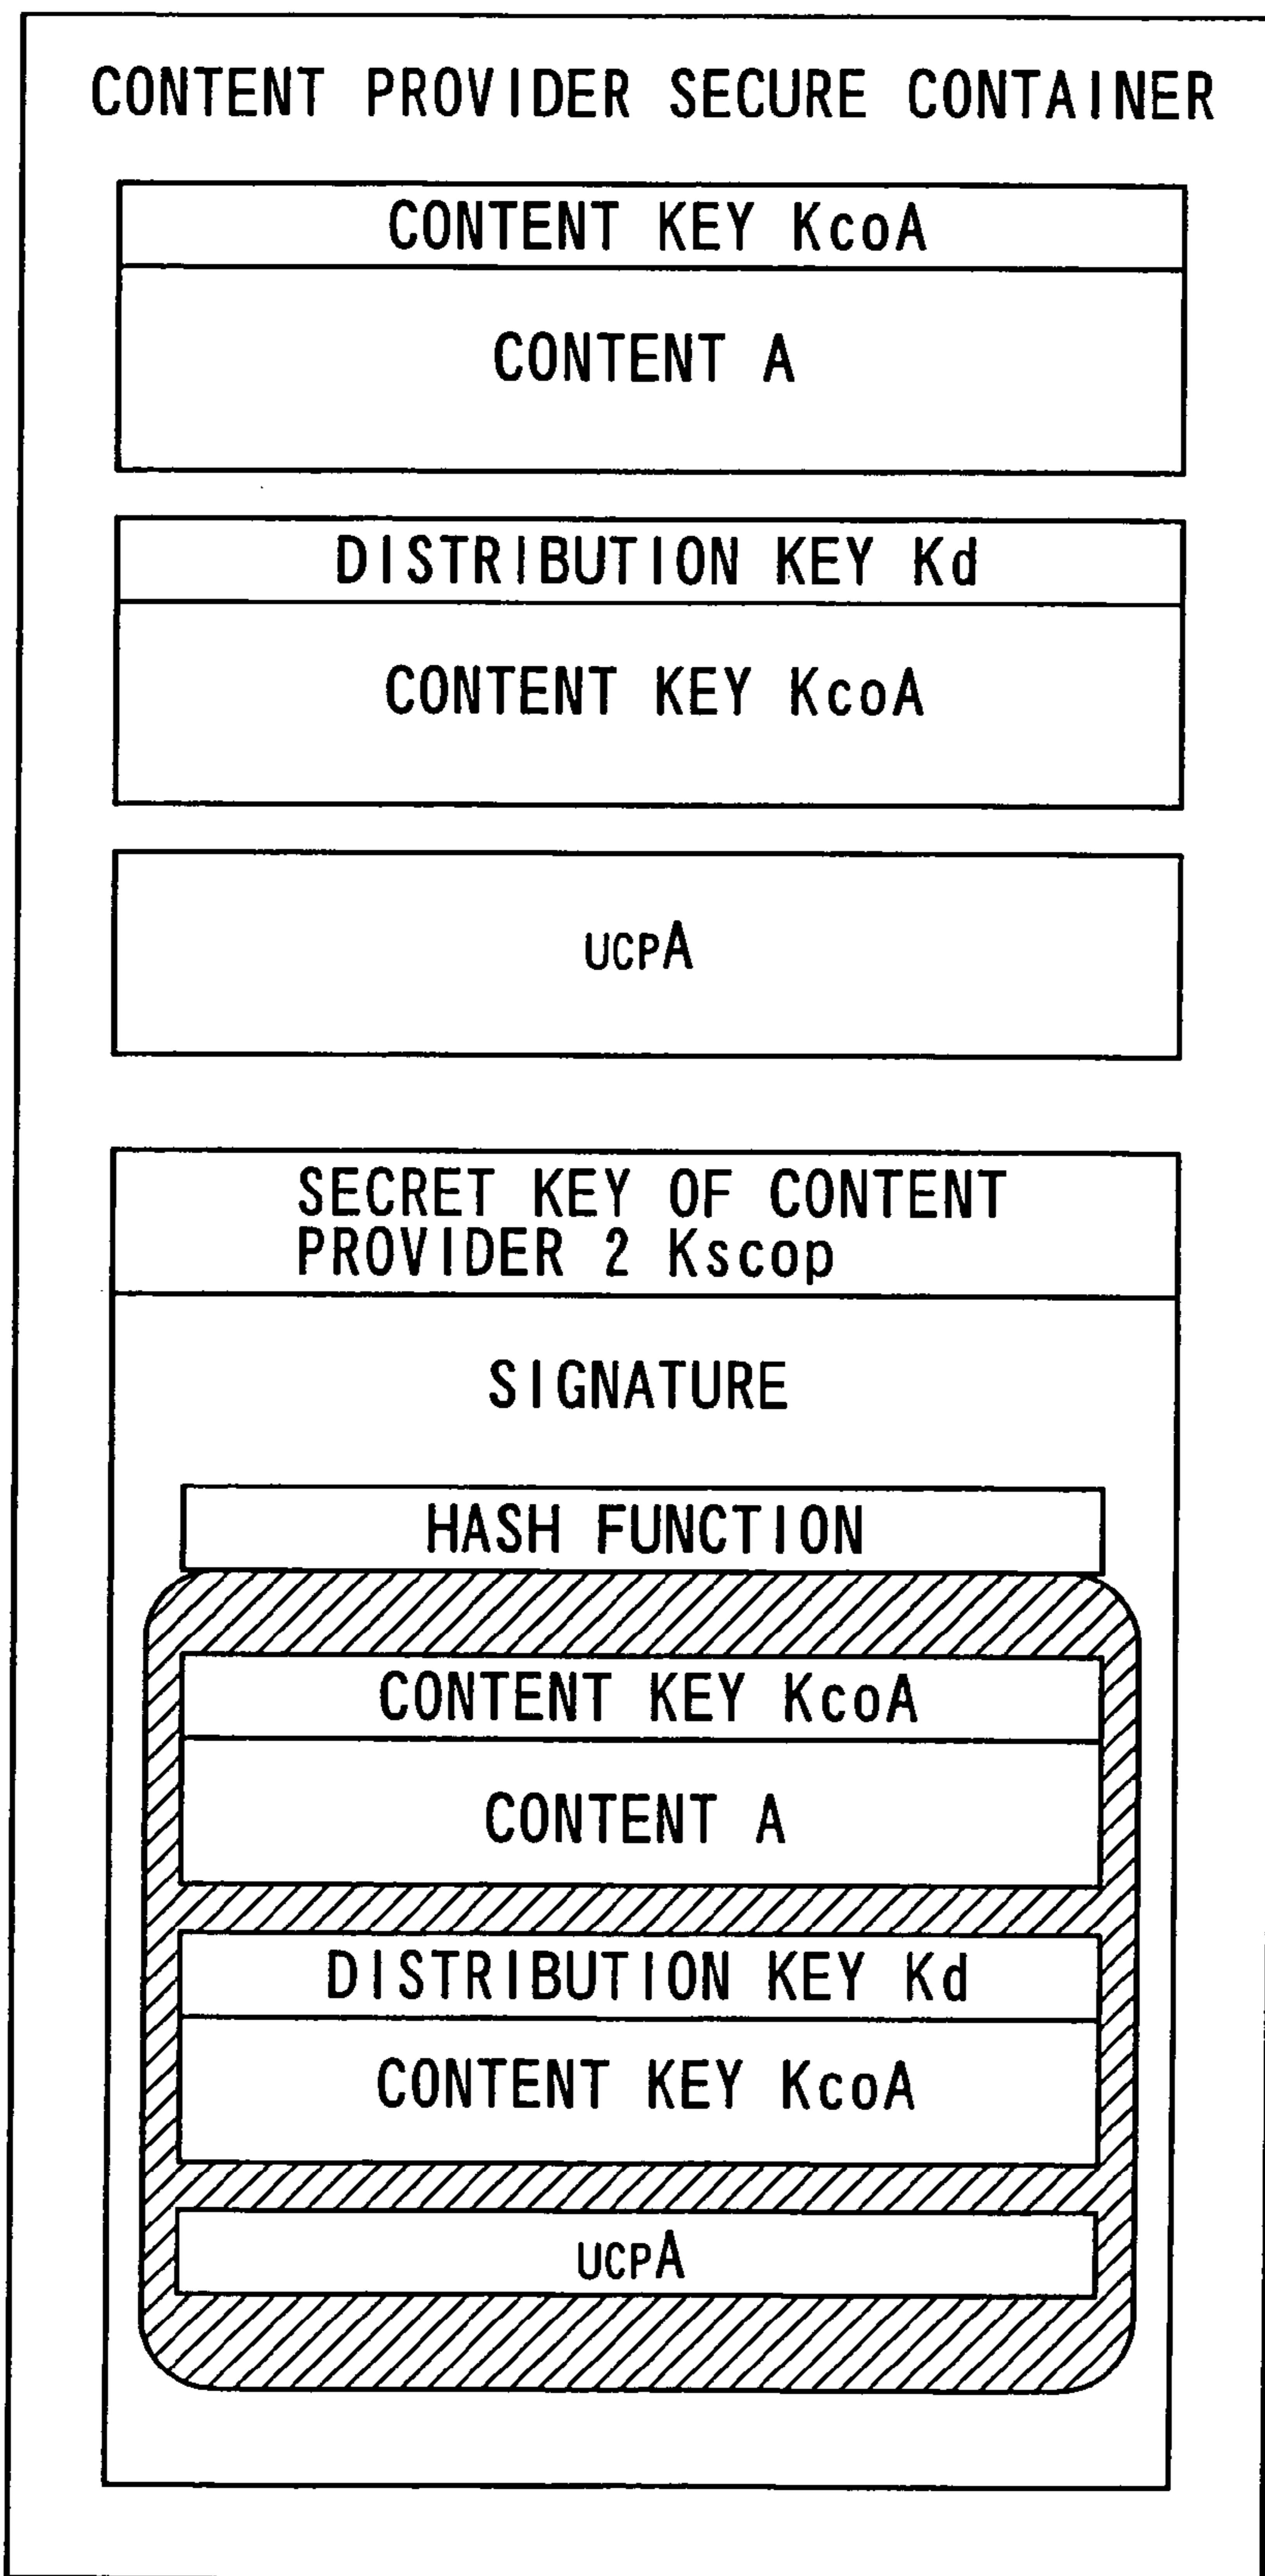 CONTENT PROVIDER SECURE CONTAINER
CONTENT KEY KcoA
CONTENT A
DISTRIBUTION KEY Kd
CONTENT KEY KcoA
UCPA
SECRET KEY OF CONTENT
PROVIDER 2 Kscop
SIGNATURE
HASH FUNCTION
CONTENT KEY KcoA
CONTENT A
DISTRIBUTION KEY Kd
CONTENT KEY KcoA
UCPA